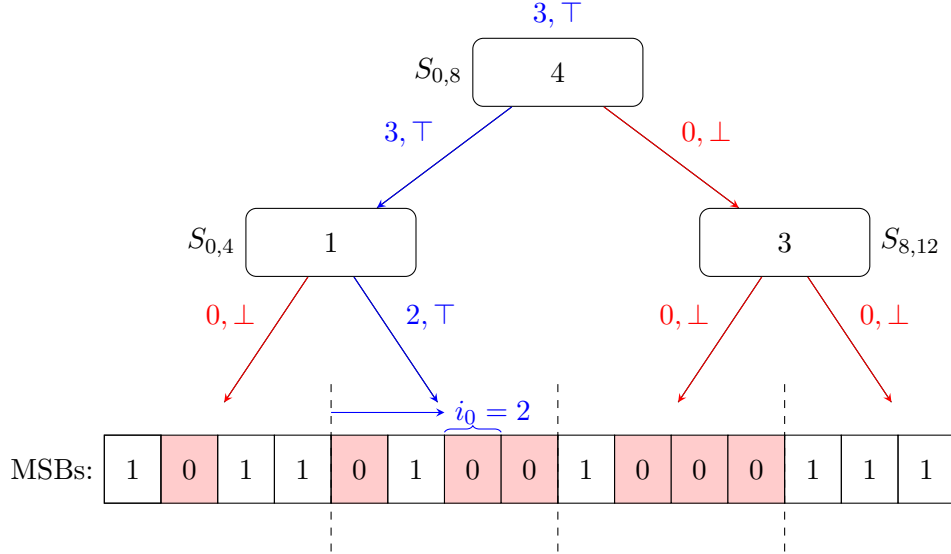 3, ⊤
S₀,₈ 4
3, ⊤ 0, ⊥
S₀,₄ 1 3 S₈,₁₂
0, ⊥ 2, ⊤ 0, ⊥ 0, ⊥
i₀ = 2
MSBs: 1 0 1 1 0 1 0 0 1 0 0 0 1 1 1